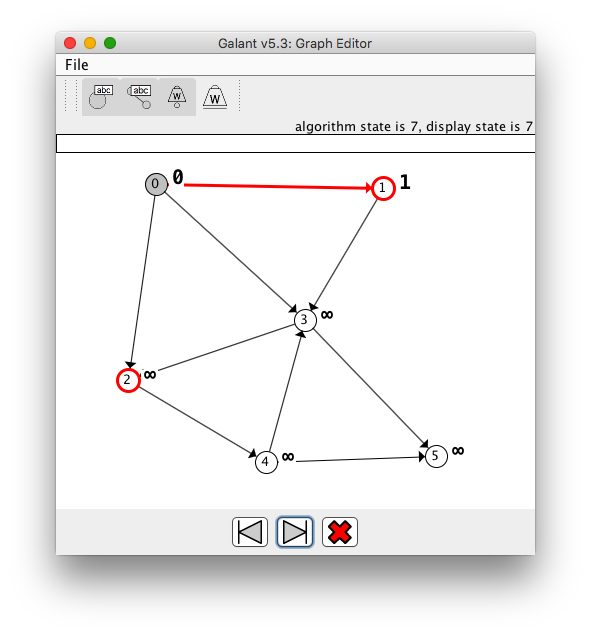 Galant v5.3: Graph Editor
File
abc abc W W
algorithm state is 7, display state is 7
0 0 1 1
3 ∞
2 ∞
4 ∞ 5 ∞